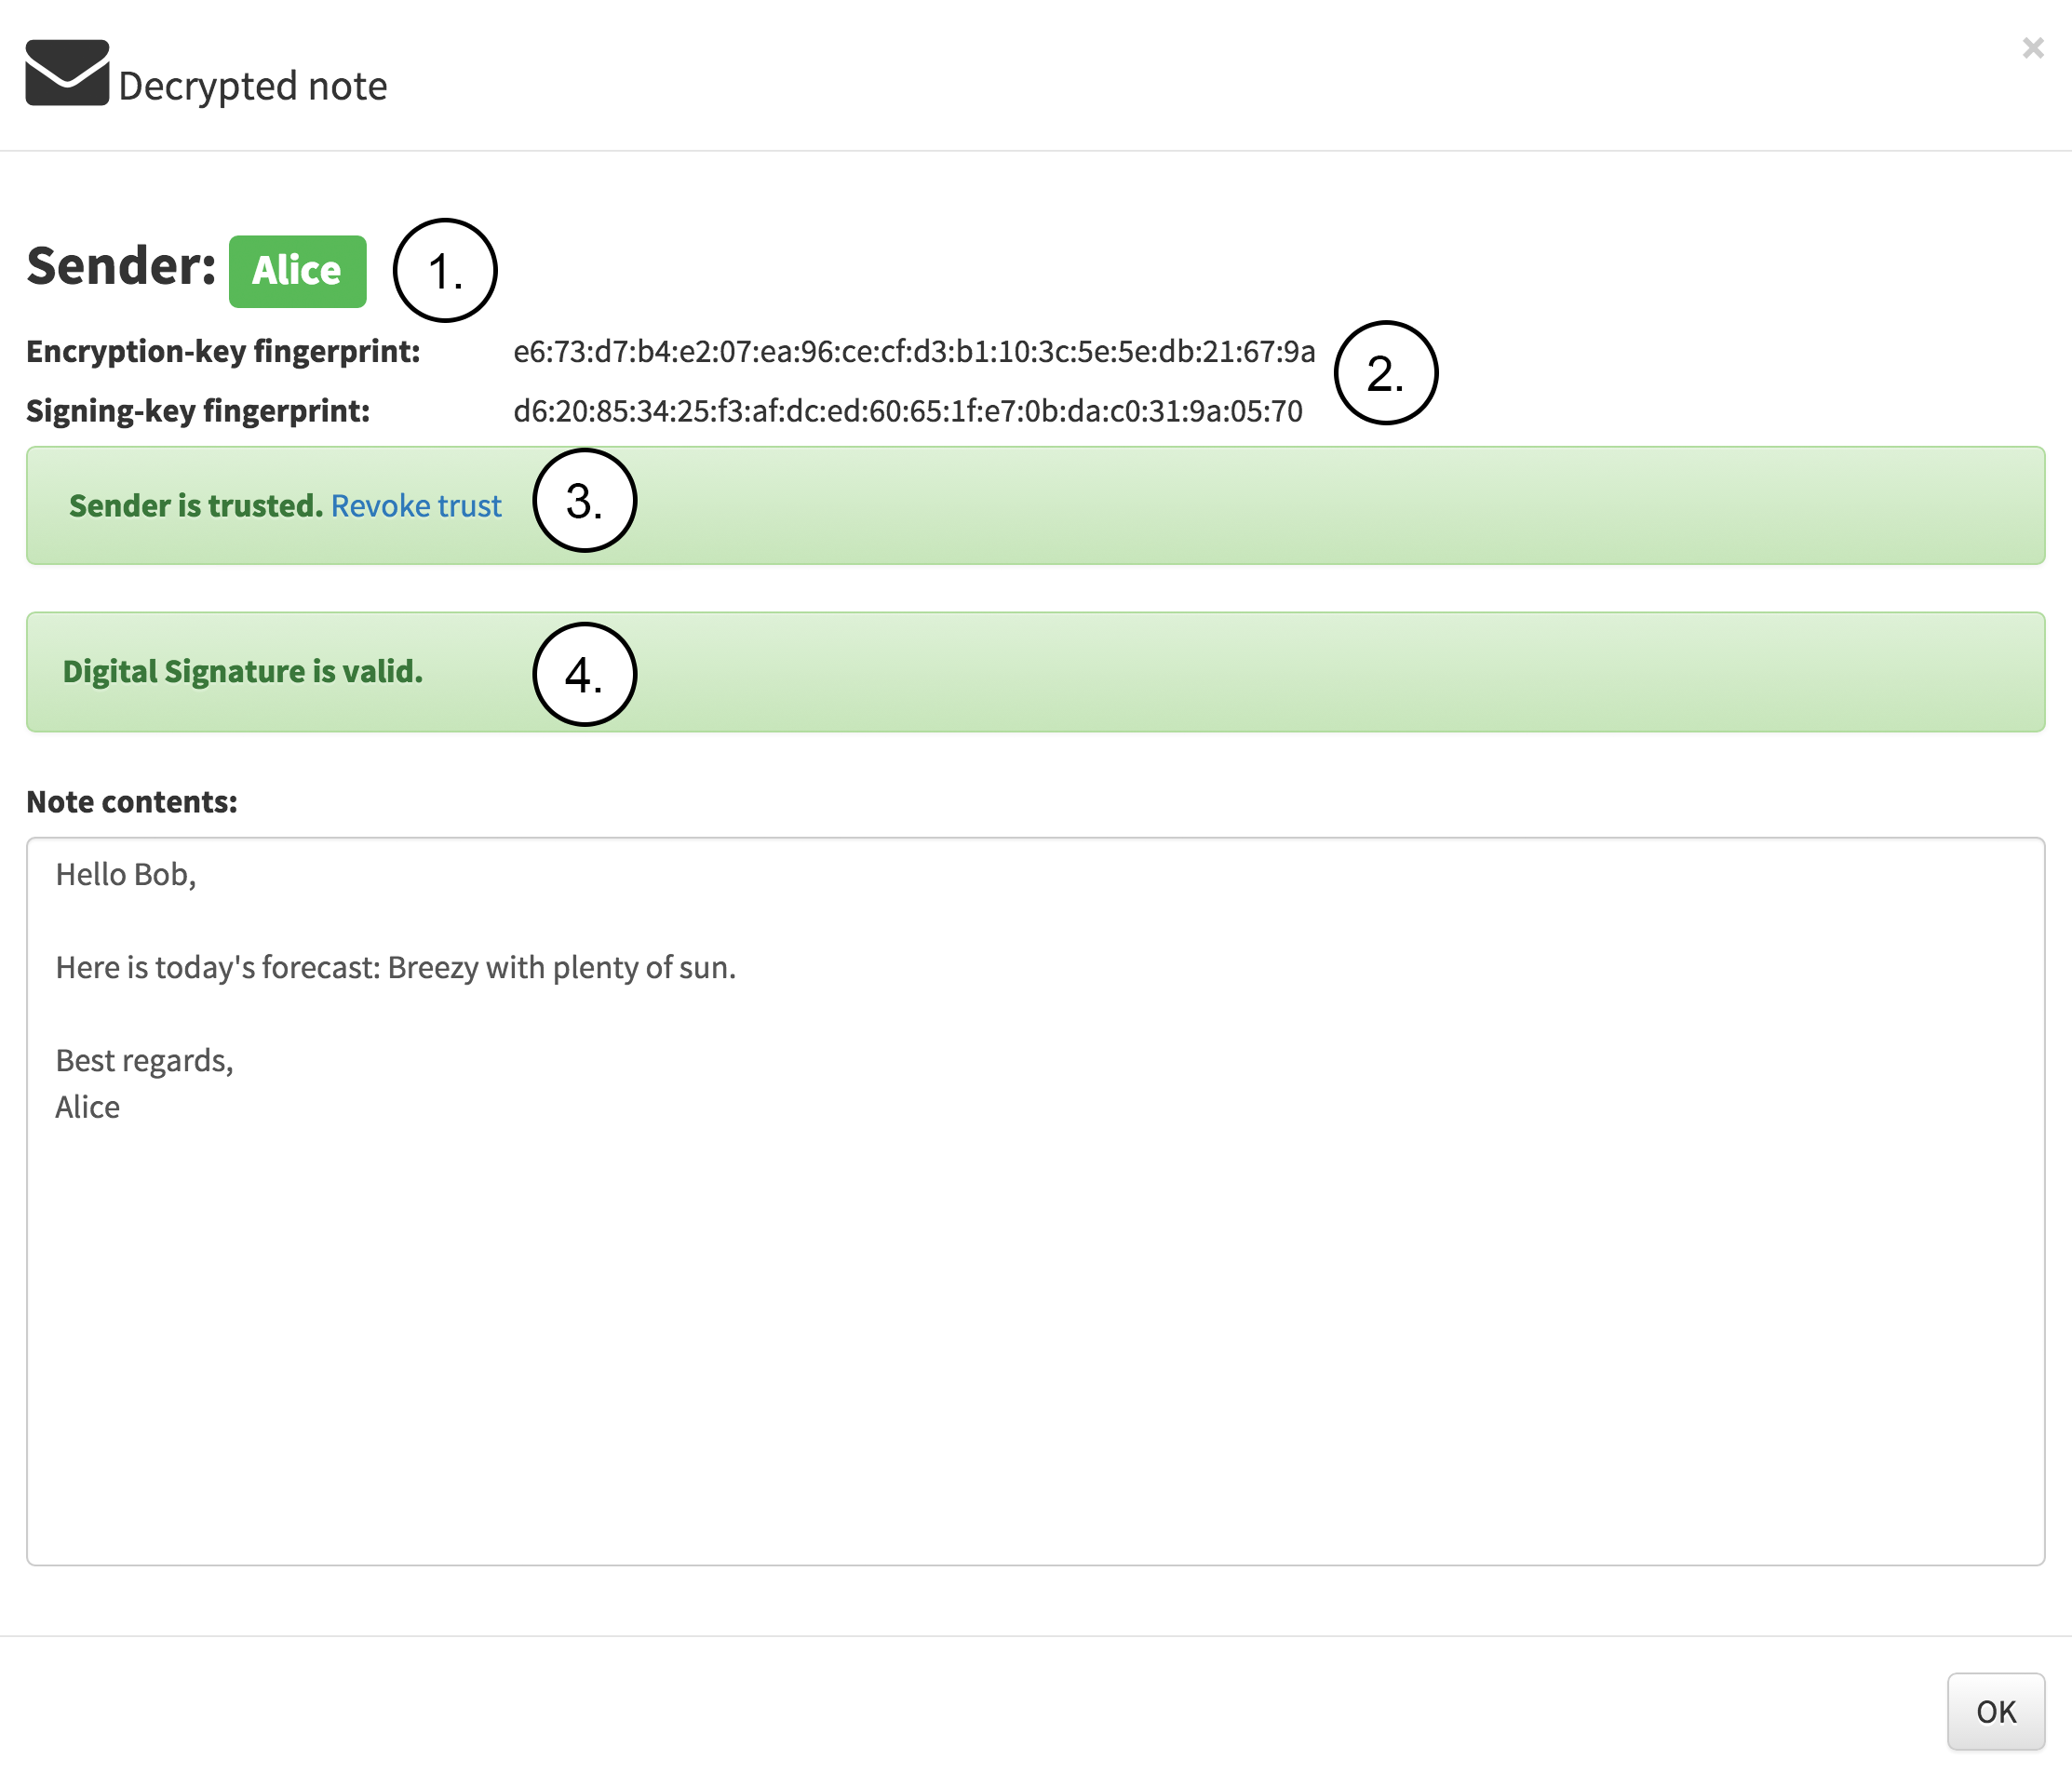 ×
Decrypted note
Sender: Alice 1.
Encryption-key fingerprint: e6:73:d7:b4:e2:07:ea:96:ce:cf:d3:b1:10:3c:5e:5e:db:21:67:9a
2.
Signing-key fingerprint: d6:20:85:34:25:f3:af:dc:ed:60:65:1f:e7:0b:da:c0:31:9a:05:70
Sender is trusted. Revoke trust 3.
Digital Signature is valid. 4.
Note contents:
Hello Bob,
Here is today's forecast: Breezy with plenty of sun.
Best regards,
Alice
OK